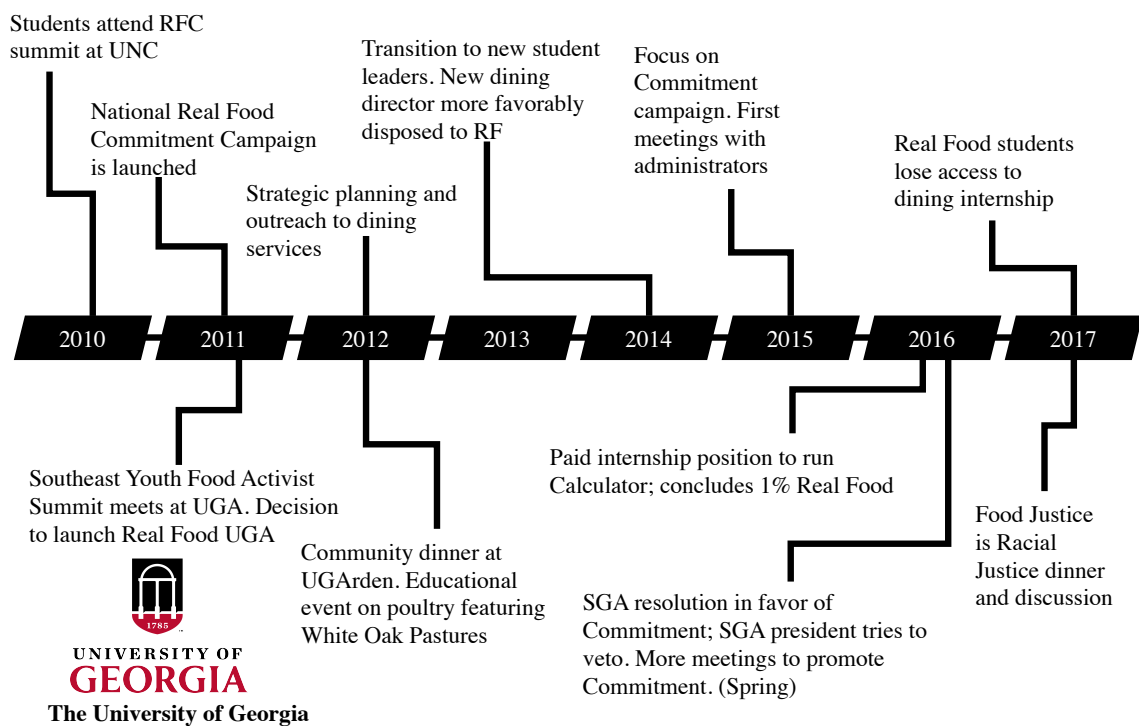 Students attend RFC
summit at UNC
National Real Food
Commitment Campaign
is launched
Strategic planning and
outreach to dining
services
Transition to new student
leaders. New dining
director more favorably
disposed to RF
Focus on
Commitment
campaign. First
meetings with
administrators
Real Food students
lose access to
dining internship
2010
2011
2012
2013
2014
2015
2016
2017
Southeast Youth Food Activist
Summit meets at UGA. Decision
to launch Real Food UGA
Community dinner at
UGArden. Educational
event on poultry featuring
White Oak Pastures
Paid internship position to run
Calculator; concludes 1% Real Food
SGA resolution in favor of
Commitment; SGA president tries to
veto. More meetings to promote
Commitment. (Spring)
Food Justice
is Racial
Justice dinner
and discussion
1785
UNIVERSITY OF
GEORGIA
The University of Georgia